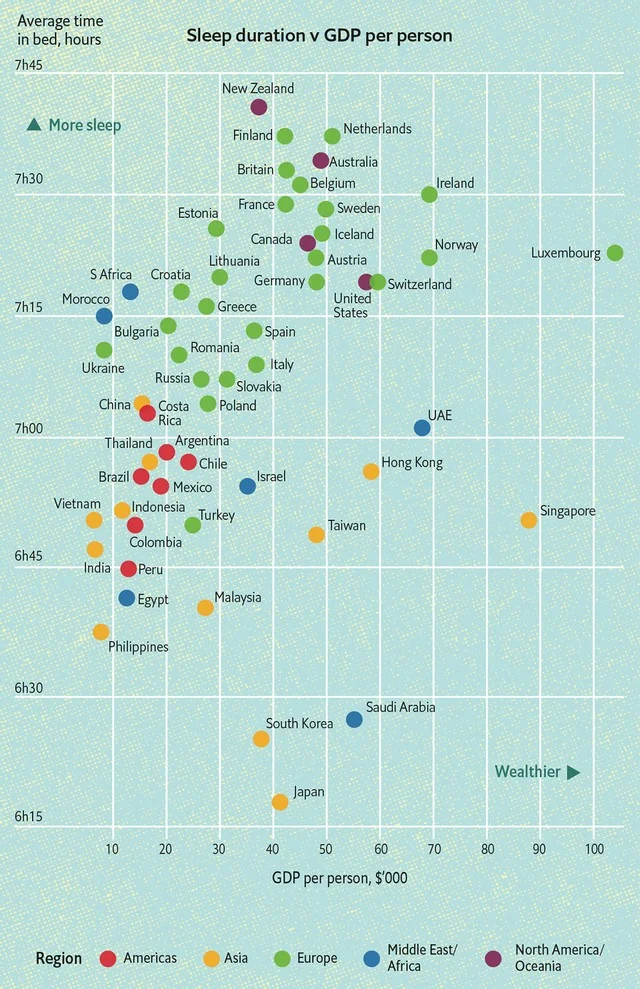 Average time
in bed, hours
Sleep duration v GDP per person
7h45
New Zealand
More sleep
Finland
Netherlands
Australia
Britain
Belgium
7h30
Ireland
France
Sweden
Estonia
Iceland
Canada
Norway
Luxembourg
Austria
Lithuania
S Africa
Croatia
Germany
Switzerland
United
States
Morocco
Greece
7h15
Bulgaria
Spain
Romania
Ukraine
Italy
Russia
Slovakia
China
Costa
Rica
Poland
UAE
7h00
Thailand
Argentina
Chile
Hong Kong
Brazil
Mexico
Israel
Vietnam
Indonesia
Turkey
Singapore
Taiwan
Colombia
6h45
India
Peru
Egypt
Malaysia
Philippines
6h30
Saudi Arabia
South Korea
Wealthier
Japan
6h15
10 20 30 40 50 60 70 80 90 100
GDP per person, $'000
Region
Americas
Asia
Europe
Middle East/
Africa
North America/
Oceania